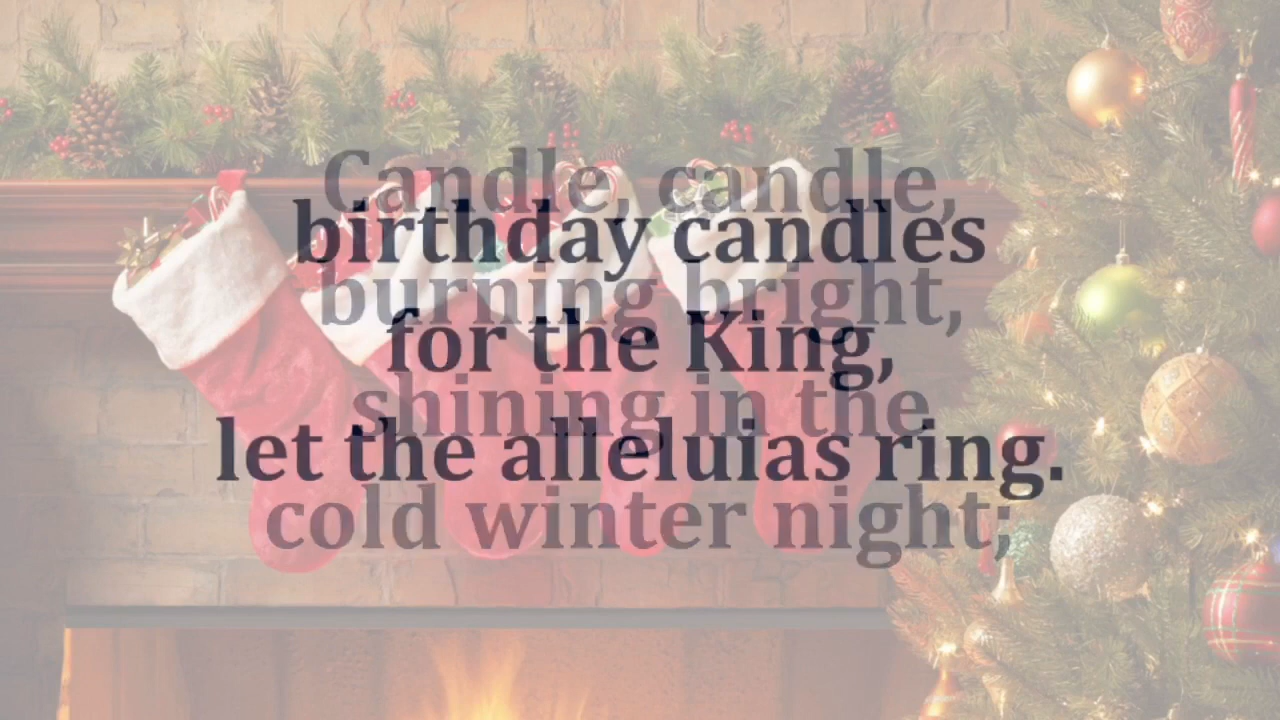 Candle, candle,
burning bright,
shining in the
cold winter night;
birthday candles
for the King,
let the alleluias ring.